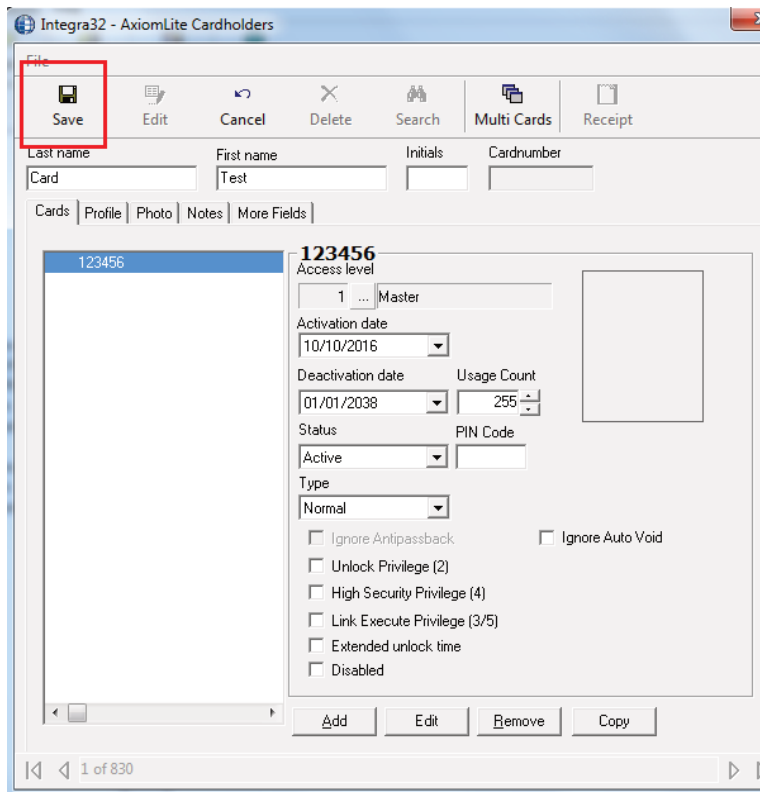 Integra32 - AxiomLite Cardholders
File
Save Edit Cancel Delete Search Multi Cards Receipt
Last name First name Initials Cardnumber
Card Test
Cards Profile Photo Notes More Fields
123456
123456
Access level
1 ... Master
Activation date
10/10/2016
Deactivation date Usage Count
01/01/2038 255
Status PIN Code
Active
Type
Normal
Ignore Antipassback Ignore Auto Void
Unlock Privilege (2)
High Security Privilege (4)
Link Execute Privilege (3/5)
Extended unlock time
Disabled
Add Edit Remove Copy
1 of 830